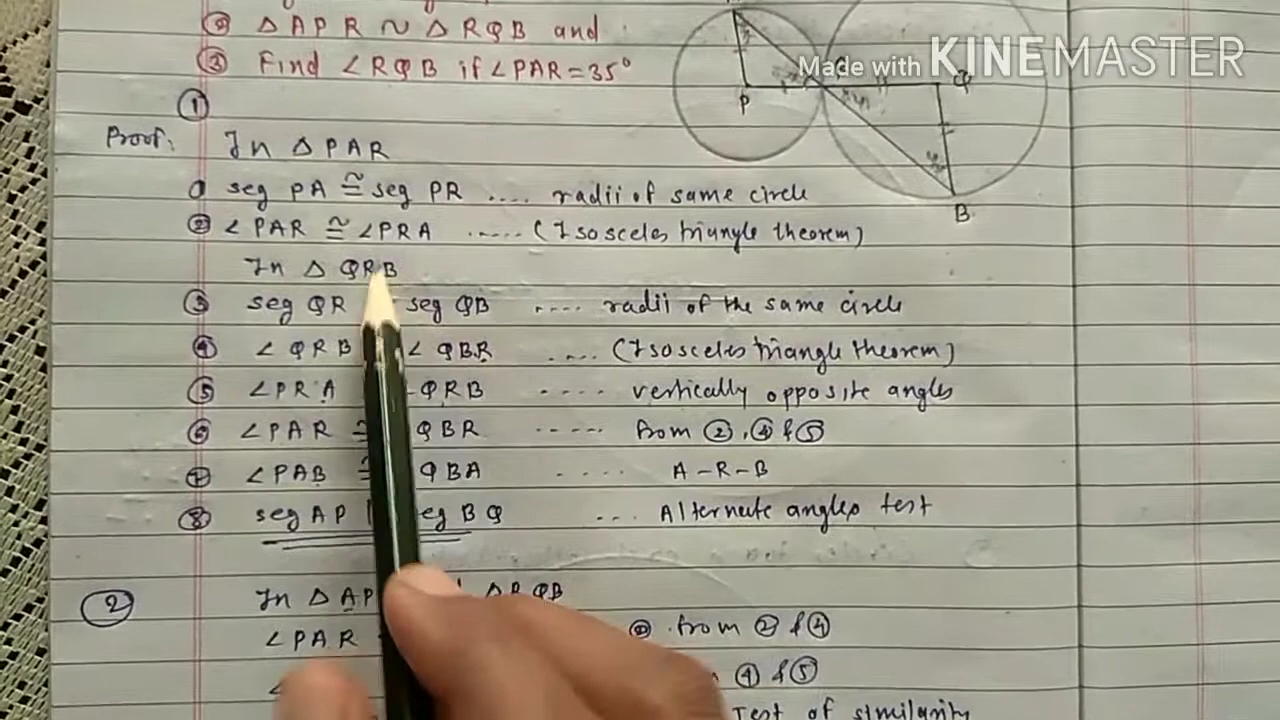 ② △APR ~ △RQB and
③ Find ∠RQB if ∠PAR=35°
Made with KINEMASTER
P
Q
B
①
Proof: In △PAR
① seg PA ≅ seg PR .... radii of same circle
② ∠PAR ≅ ∠PRA ..... (Isosceles triangle theorem)
In △ QRB
③ seg QR seg QB .... radii of the same circle
④ ∠QRB ∠QBR .... (Isosceles triangle theorem)
⑤ ∠PRA QRB ..... vertically opposite angles
⑥ ∠PAR QBR ..... from ②, ④ & ⑤
⑦ ∠PAB QBA .... A-R-B
⑧ seg AP seg BQ ... Alternate angles test
② In △ AP △RQB
∠PAR from ② & ④
④ & ⑤
Test of similarity